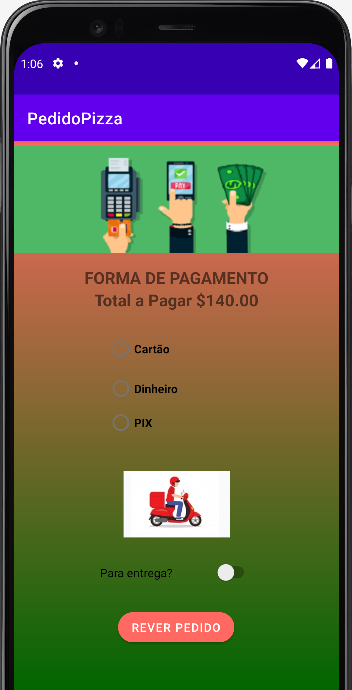 1:06
PedidoPizza
PAY
FORMA DE PAGAMENTO
Total a Pagar $140.00
Cartão
Dinheiro
PIX
Para entrega?
REVER PEDIDO